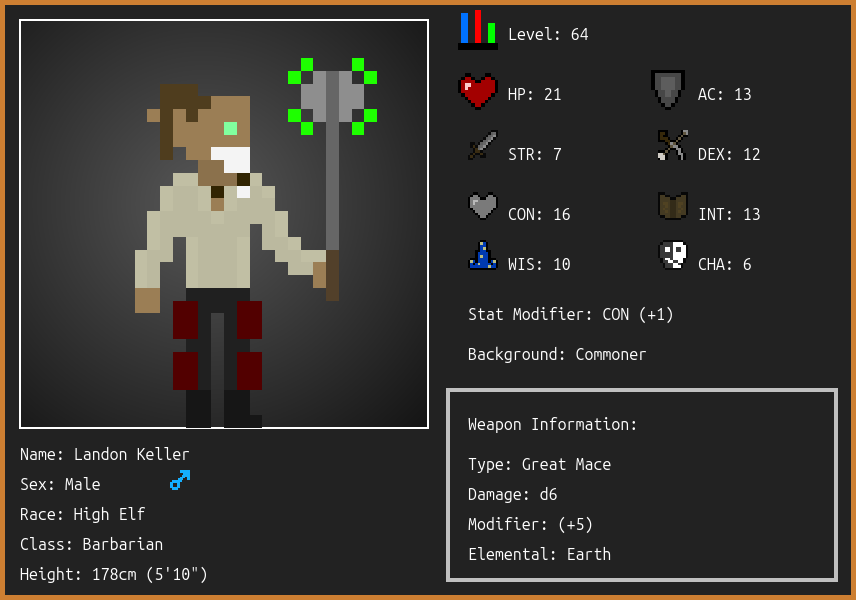 Level: 64
HP: 21
AC: 13
STR: 7
DEX: 12
CON: 16
INT: 13
WIS: 10
CHA: 6
Stat Modifier: CON (+1)
Background: Commoner
Weapon Information:
Type: Great Mace
Damage: d6
Modifier: (+5)
Elemental: Earth
Name: Landon Keller
Sex: Male
Race: High Elf
Class: Barbarian
Height: 178cm (5'10")